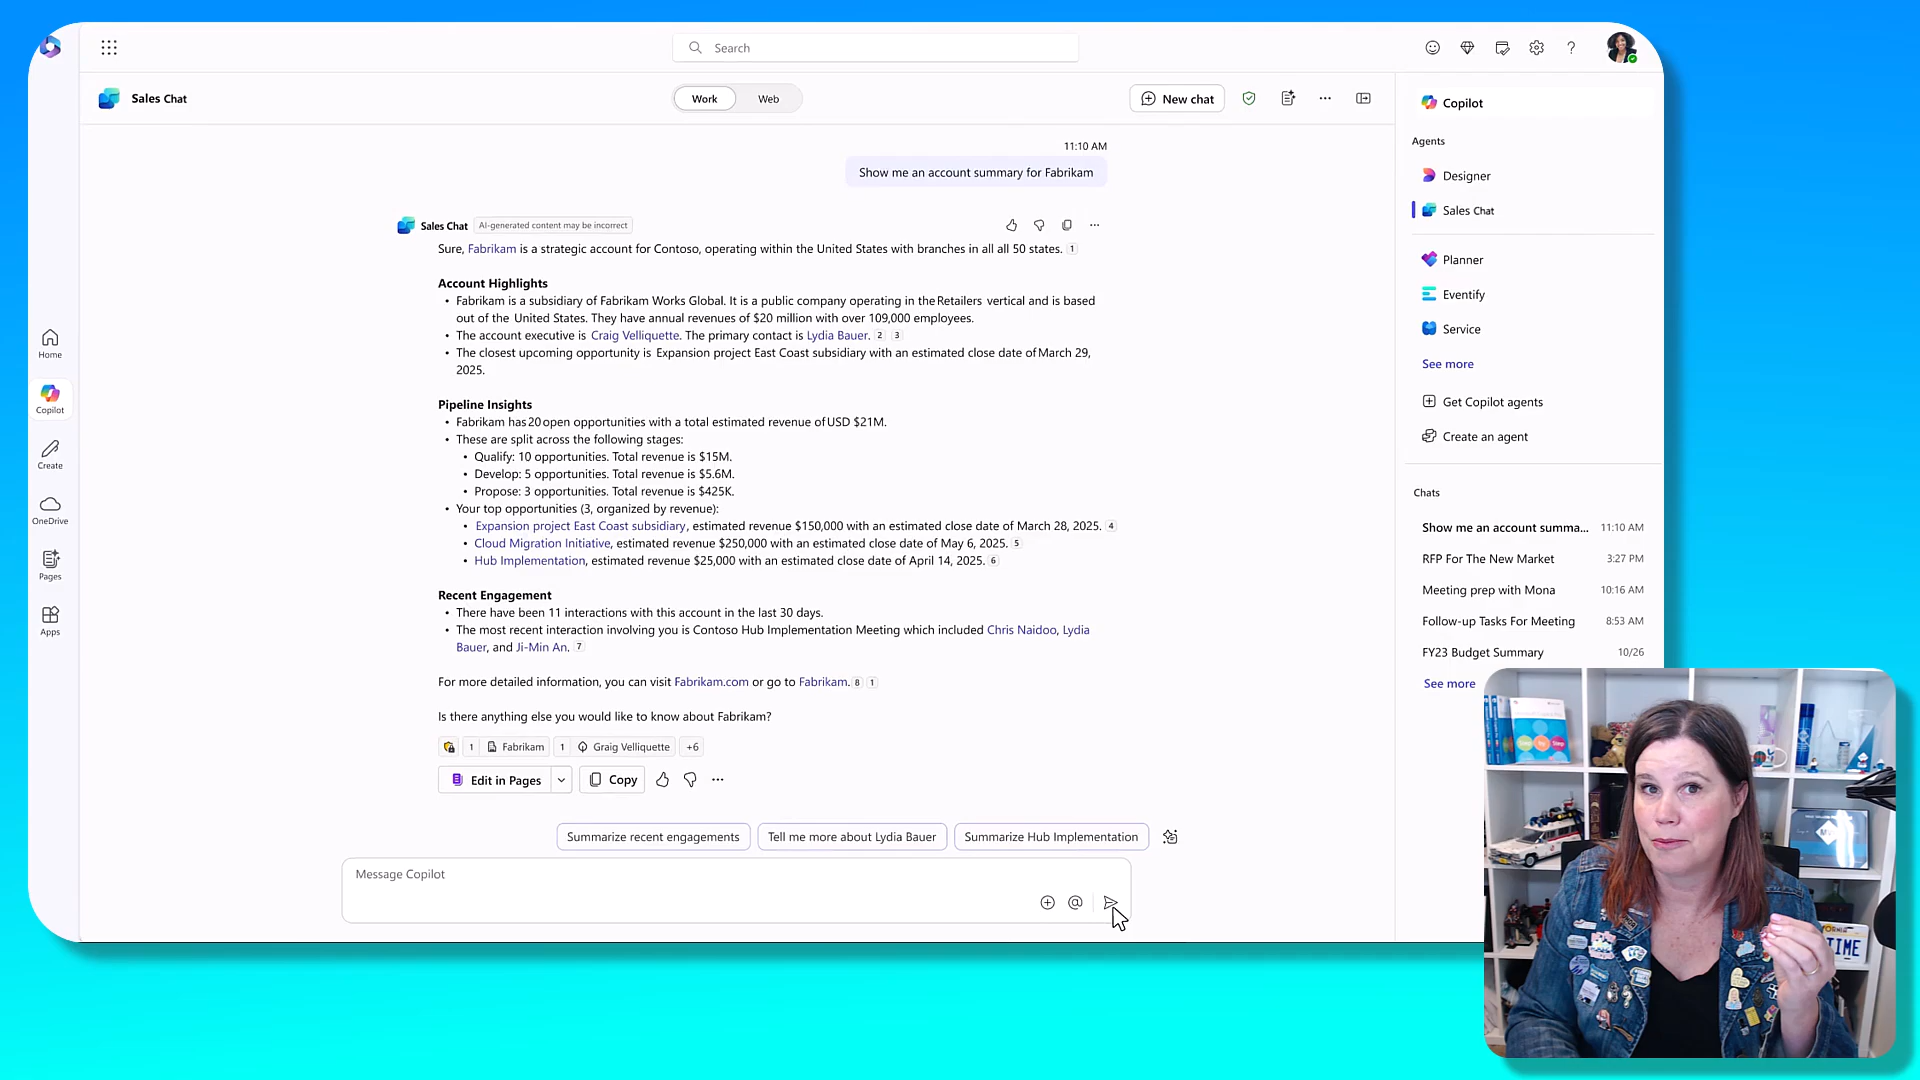 Search
Sales Chat
Work
Web
New chat
11:10 AM
Show me an account summary for Fabrikam
Sales Chat
AI-generated content may be incorrect
Sure, Fabrikam is a strategic account for Contoso, operating within the United States with branches in all all 50 states. 1
Account Highlights
• Fabrikam is a subsidiary of Fabrikam Works Global. It is a public company operating in the Retailers vertical and is based
out of the United States. They have annual revenues of $20 million with over 109,000 employees.
• The account executive is Craig Velliquette. The primary contact is Lydia Bauer. 2 3
• The closest upcoming opportunity is Expansion project East Coast subsidiary with an estimated close date of March 29,
2025.
Pipeline Insights
• Fabrikam has 20 open opportunities with a total estimated revenue of USD $21M.
• These are split across the following stages:
• Qualify: 10 opportunities. Total revenue is $15M.
• Develop: 5 opportunities. Total revenue is $5.6M.
• Propose: 3 opportunities. Total revenue is $425K.
• Your top opportunities (3, organized by revenue):
• Expansion project East Coast subsidiary, estimated revenue $150,000 with an estimated close date of March 28, 2025. 4
• Cloud Migration Initiative, estimated revenue $250,000 with an estimated close date of May 6, 2025. 5
• Hub Implementation, estimated revenue $25,000 with an estimated close date of April 14, 2025. 6
Recent Engagement
• There have been 11 interactions with this account in the last 30 days.
• The most recent interaction involving you is Contoso Hub Implementation Meeting which included Chris Naidoo, Lydia
Bauer, and Ji-Min An. 7
For more detailed information, you can visit Fabrikam.com or go to Fabrikam. 8 1
Is there anything else you would like to know about Fabrikam?
1 Fabrikam 1 Graig Velliquette +6
Edit in Pages
Copy
Summarize recent engagements
Tell me more about Lydia Bauer
Summarize Hub Implementation
Message Copilot
Home
Copilot
Create
OneDrive
Pages
Apps
Copilot
Agents
Designer
Sales Chat
Planner
Eventify
Service
See more
Get Copilot agents
Create an agent
Chats
Show me an account summa... 11:10 AM
RFP For The New Market 3:27 PM
Meeting prep with Mona 10:16 AM
Follow-up Tasks For Meeting 8:53 AM
FY23 Budget Summary 10/26
See more
TIME